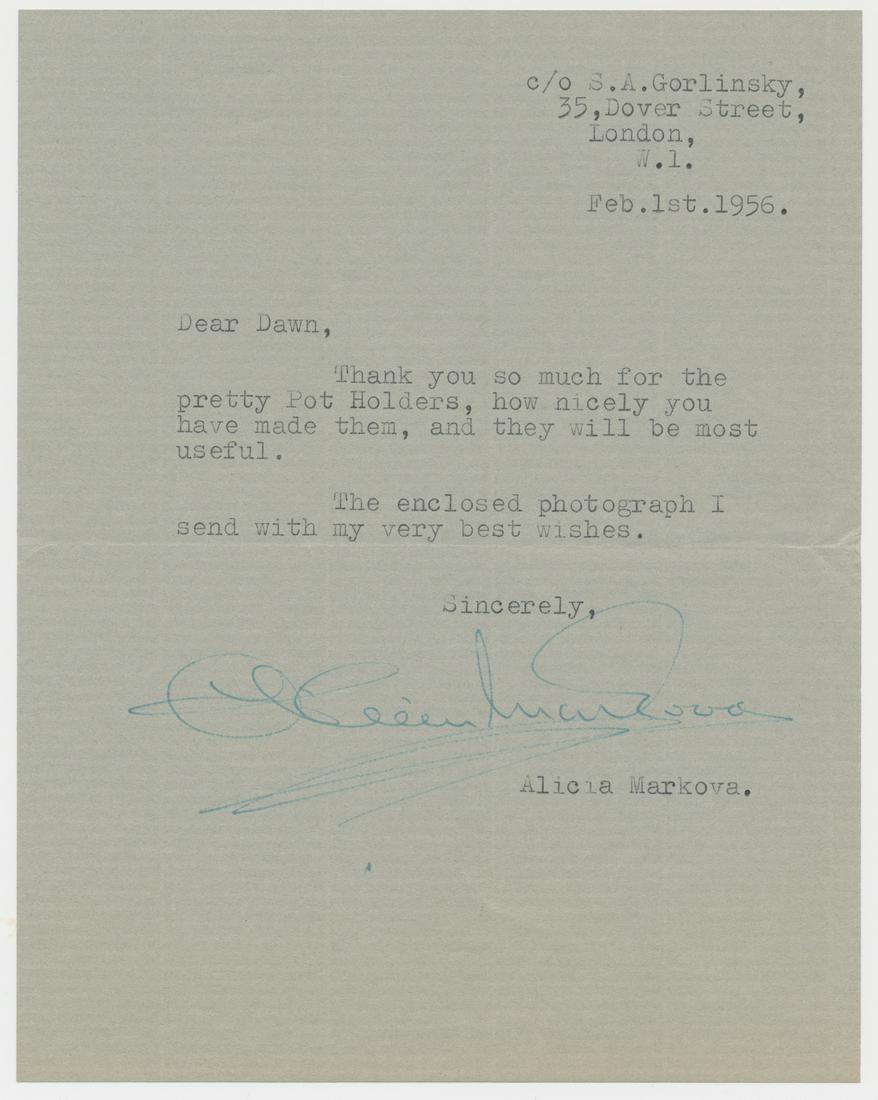 c/o S.A.Gorlinsky,
35,Dover Street,
London,
W.1.
Feb.1st.1956.
Dear Dawn,
Thank you so much for the
pretty Pot Holders, how nicely you
have made them, and they will be most
useful.
The enclosed photograph I
send with my very best wishes.
Sincerely,
Alicia Markova
Alicia Markova.